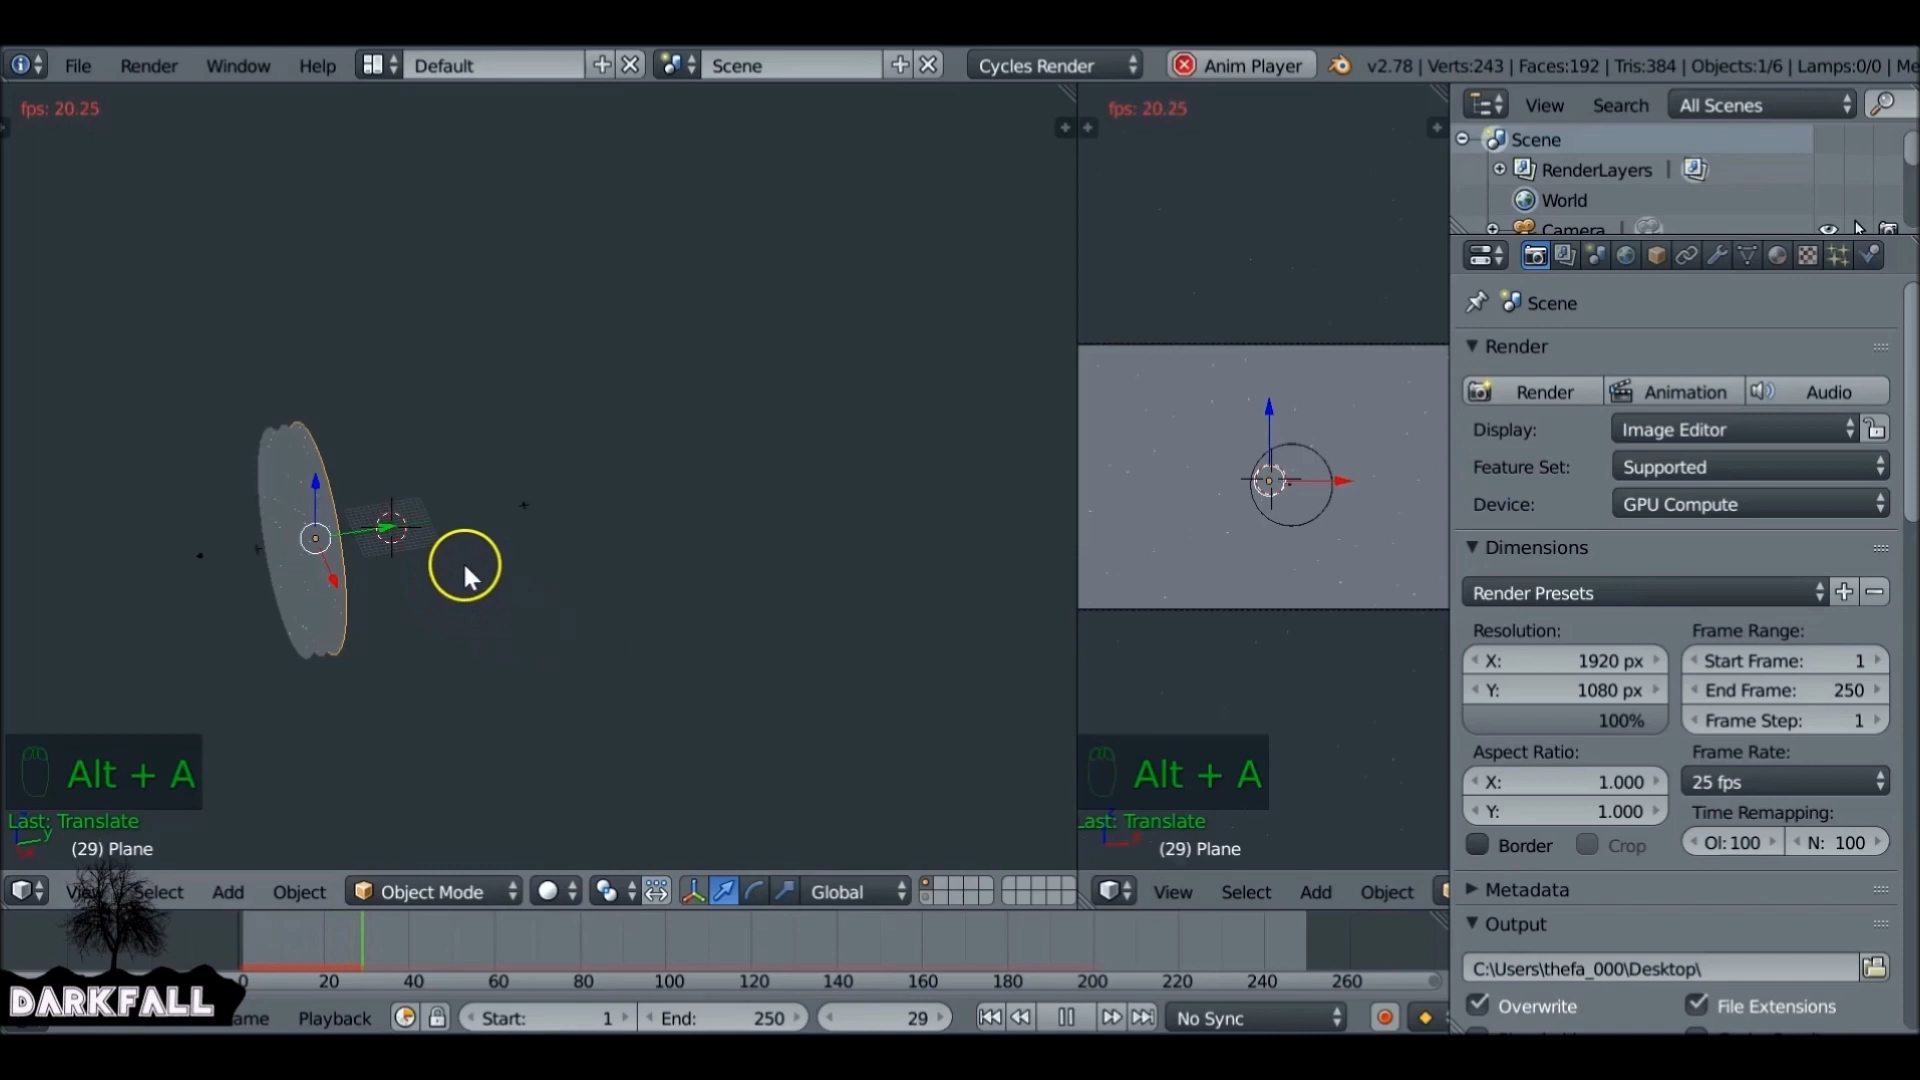 File Render Window Help Default Scene Cycles Render Anim Player v2.78 | Verts:243 | Faces:192 | Tris:384 | Objects:1/6 | Lamps:0/0 | Me
fps: 20.25
fps: 20.25
View Search All Scenes
Scene
RenderLayers
World
Camera
Scene
Render
Render Animation Audio
Display: Image Editor
Feature Set: Supported
Device: GPU Compute
Dimensions
Render Presets
Resolution: Frame Range:
X: 1920 px Start Frame: 1
Y: 1080 px End Frame: 250
100% Frame Step: 1
Aspect Ratio: Frame Rate:
X: 1.000 25 fps
Y: 1.000 Time Remapping:
Border Crop Ol: 100 N: 100
Metadata
Output
C:\Users\thefa_000\Desktop\
Overwrite File Extensions
Alt + A
Last: Translate
(29) Plane
Alt + A
Last: Translate
(29) Plane
Select Add Object Object Mode Global
View Select Add Object
0 20 40 60 80 100 120 140 160 180 200 220 240 260
Playback Start: 1 End: 250 29 No Sync
DARKFALL